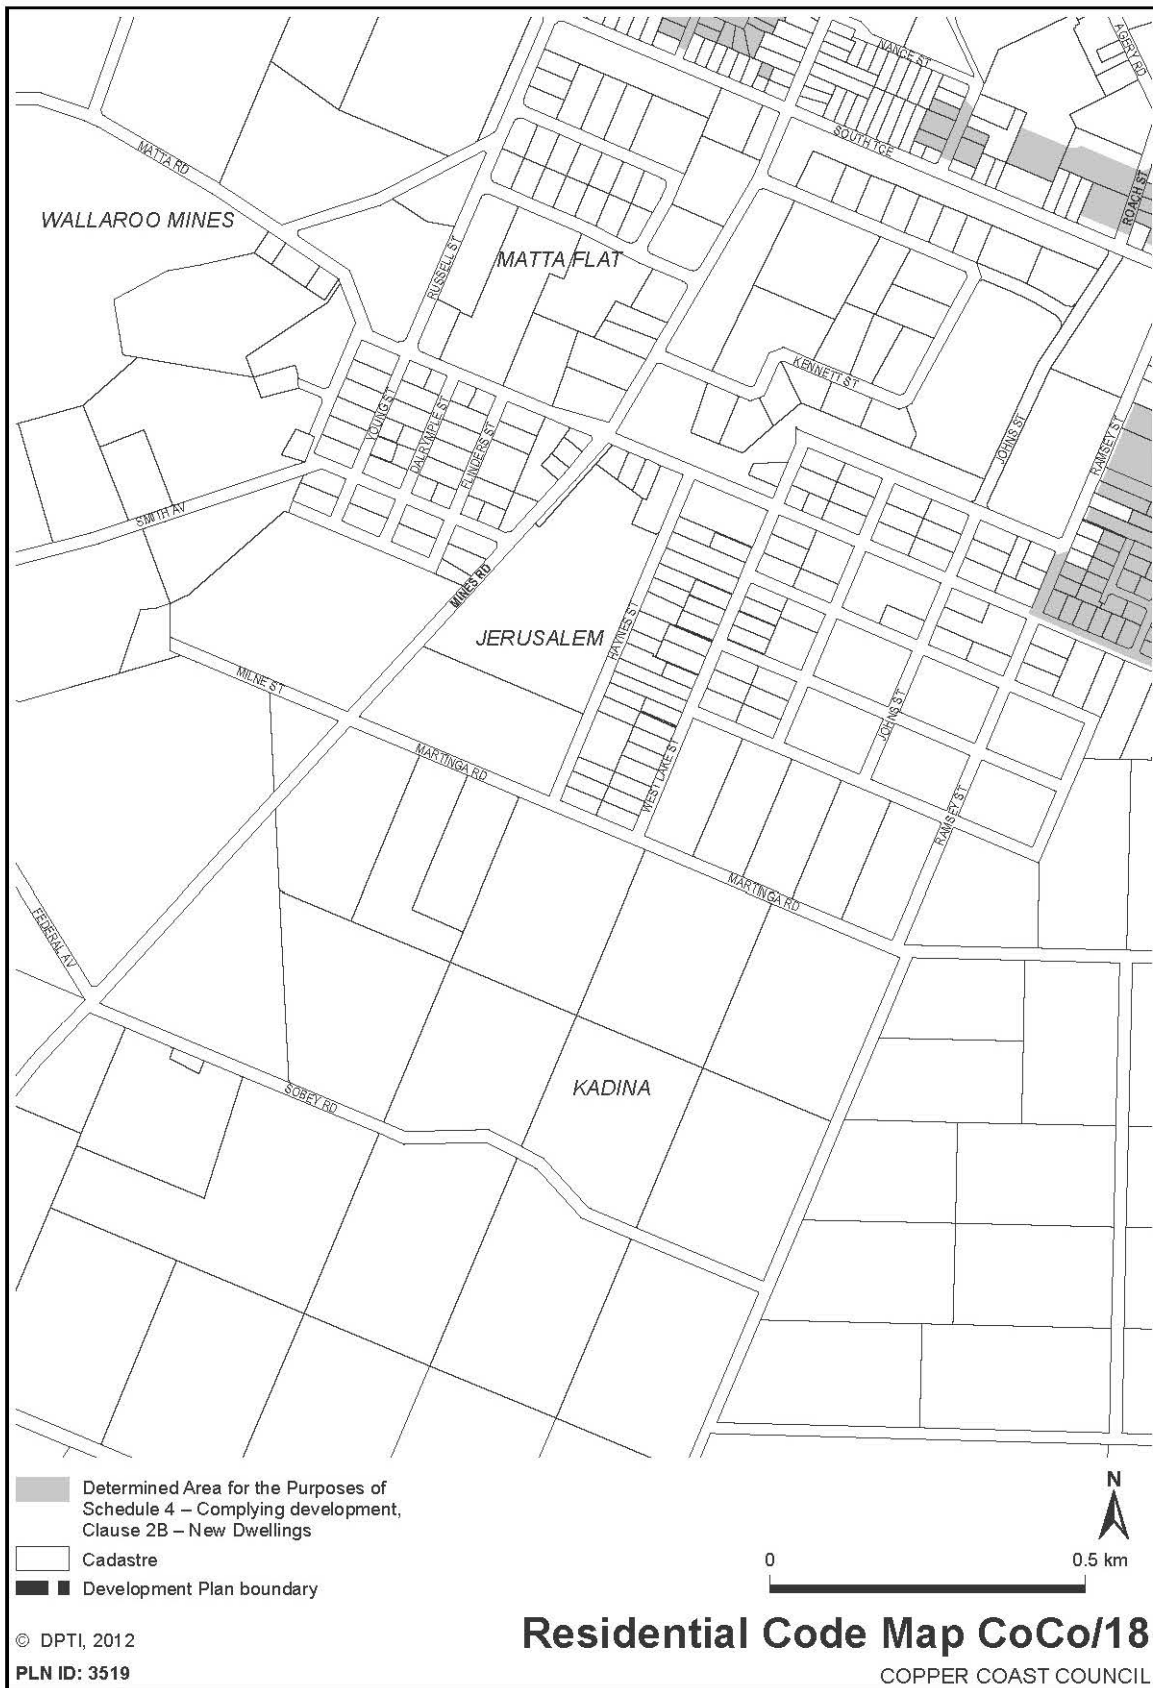 NANCE ST
AGERY RD
SOUTH TCE
MATTA RD
ROACH ST
WALLAROO MINES
MATTA FLAT
RUSSELL ST
KENNETT ST
YOUNG ST
DALRYMPLE ST
FLINDERS ST
JOHNS ST
RAMSEY ST
SMITH AV
MINES RD
JERUSALEM
HAYNES ST
MILNE ST
JOHNS ST
MARTINGA RD
WEST LAKE ST
RAMSEY ST
MARTINGA RD
FEDERAL AV
KADINA
SOBEY RD
Determined Area for the Purposes of
Schedule 4 – Complying development,
Clause 2B – New Dwellings
Cadastre
Development Plan boundary
N
0 0.5 km
© DPTI, 2012
Residential Code Map CoCo/18
PLN ID: 3519
COPPER COAST COUNCIL